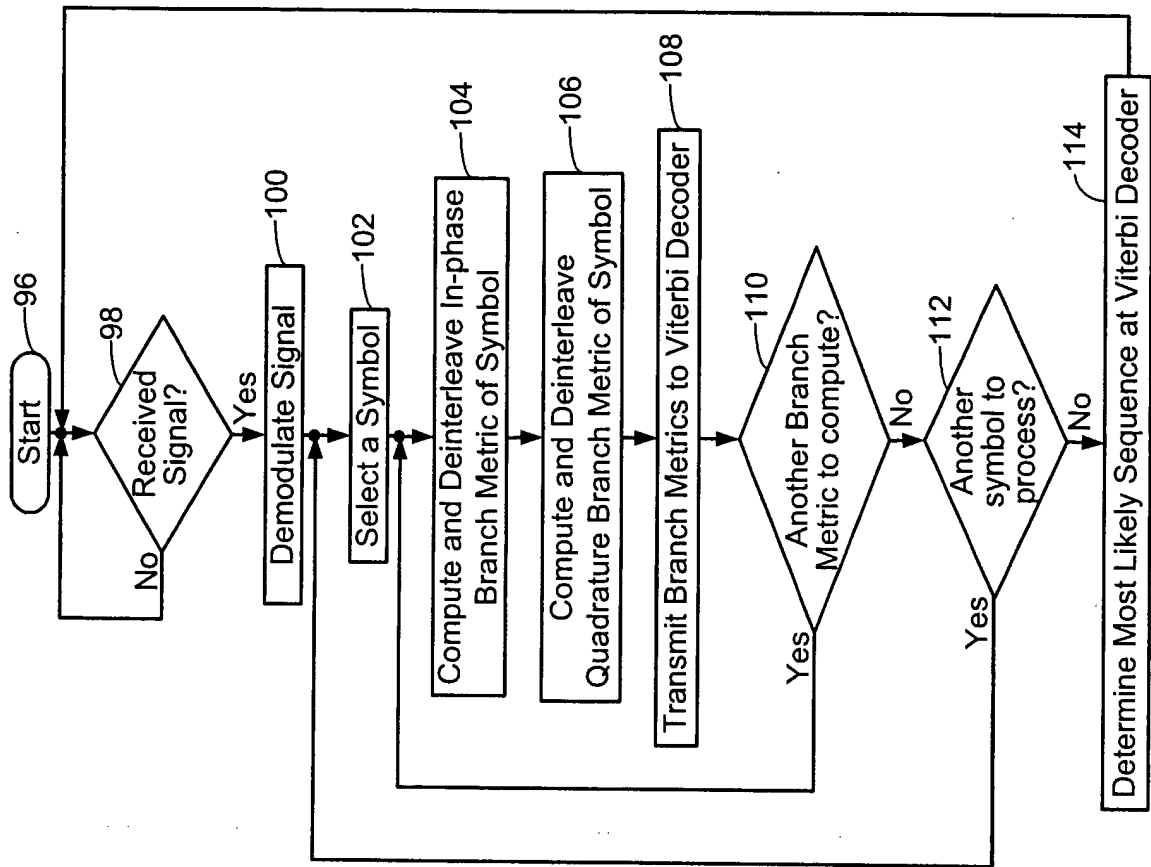 Start
96
98
Received
Signal?
No
Yes
100
Demodulate Signal
102
Select a Symbol
104
Compute and Deinterleave In-phase
Branch Metric of Symbol
106
Compute and Deinterleave
Quadrature Branch Metric of Symbol
108
Transmit Branch Metrics to Viterbi Decoder
110
Another Branch
Metric to compute?
Yes
No
112
Another
symbol to
process?
Yes
No
114
Determine Most Likely Sequence at Viterbi Decoder